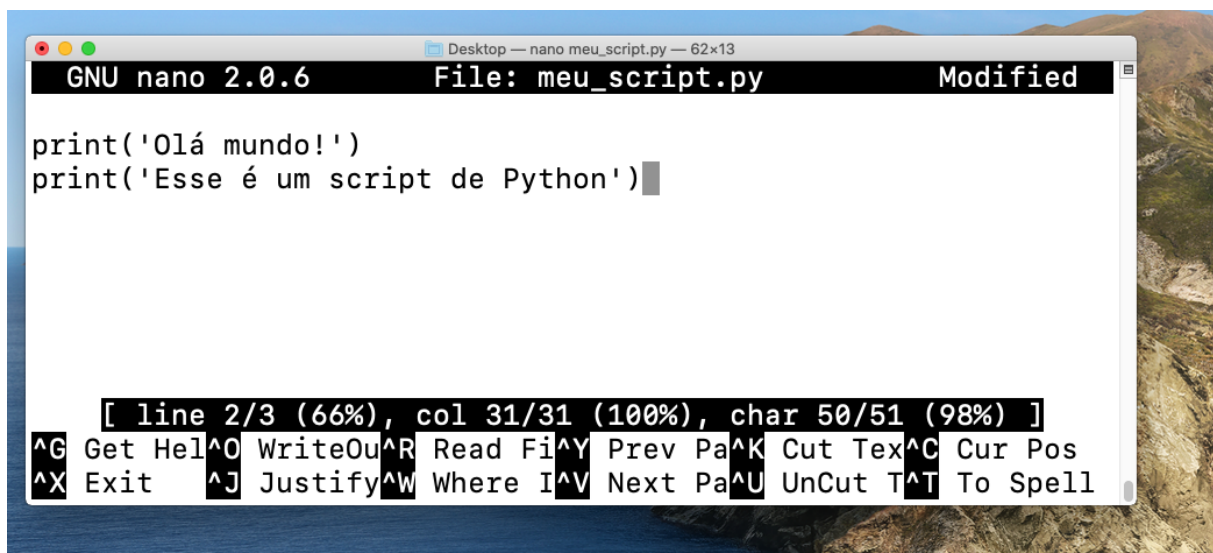 Desktop — nano meu_script.py — 62×13
GNU nano 2.0.6 File: meu_script.py Modified
print('Olá mundo!')
print('Esse é um script de Python')
[ line 2/3 (66%), col 31/31 (100%), char 50/51 (98%) ]
^G Get Hel^O WriteOu^R Read Fi^Y Prev Pa^K Cut Tex^C Cur Pos
^X Exit ^J Justify^W Where I^V Next Pa^U UnCut T^T To Spell